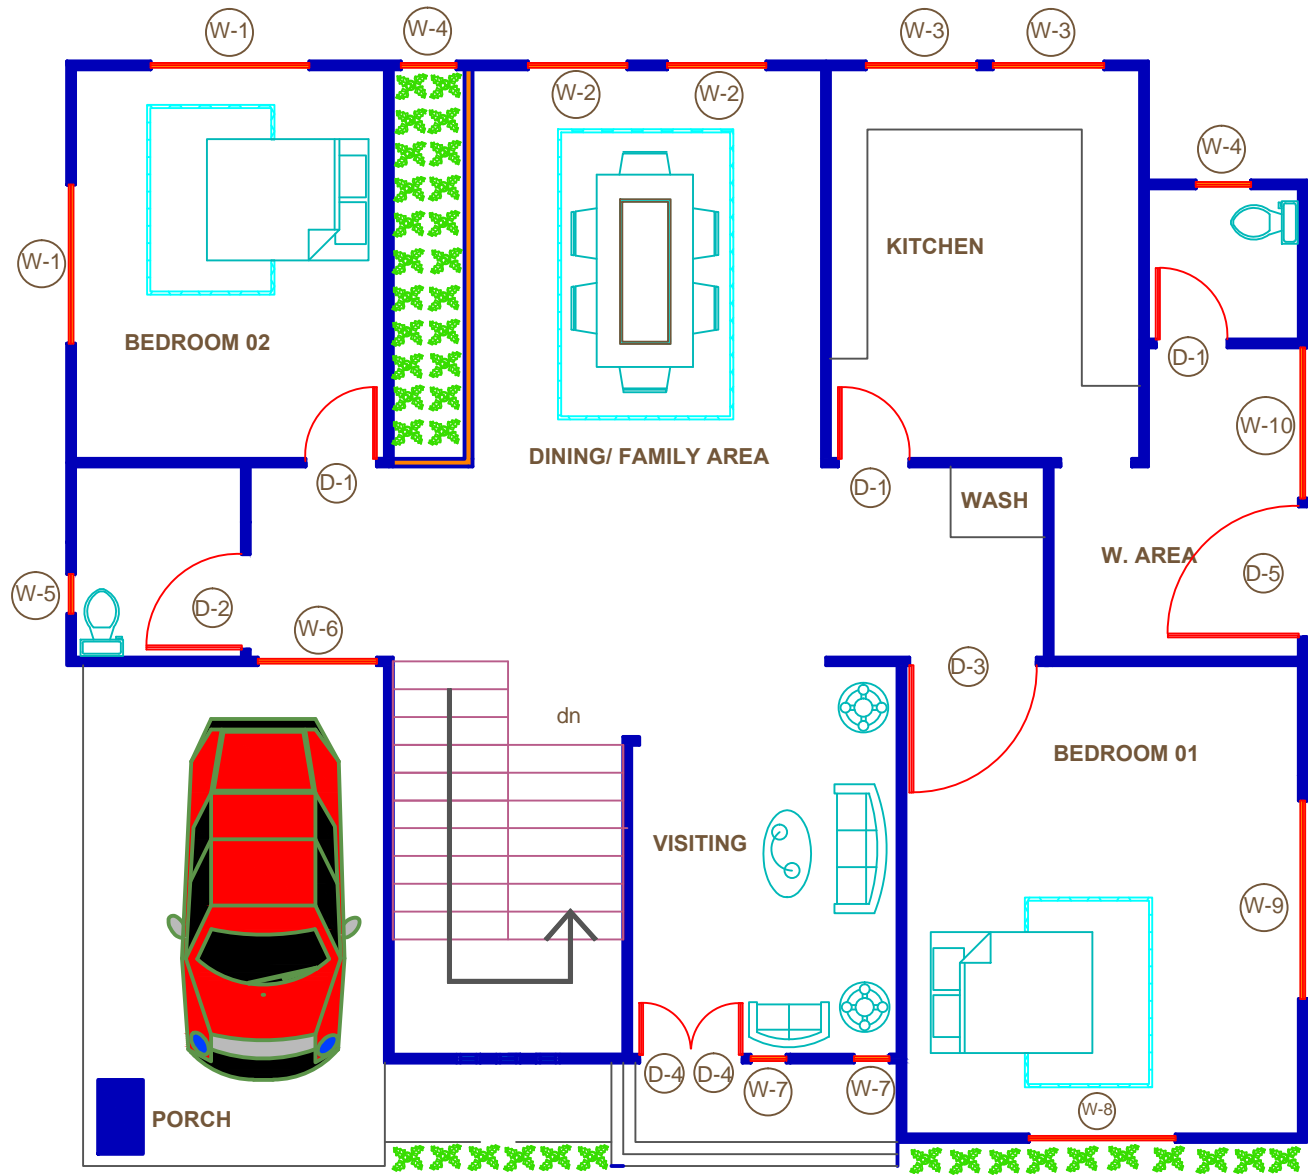 W-1
W-4
W-3
W-3
W-2
W-2
W-4
KITCHEN
W-1
BEDROOM 02
D-1
W-10
DINING/ FAMILY AREA
D-1
D-1
WASH
W. AREA
D-5
W-5
D-2
W-6
D-3
dn
BEDROOM 01
VISITING
W-9
D-4
D-4
W-7
W-7
W-8
PORCH